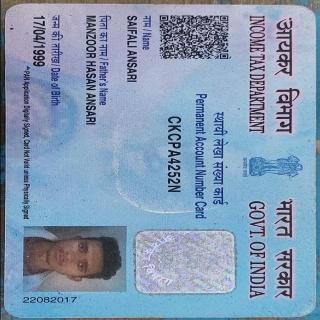 आयकर विभाग
INCOME TAX DEPARTMENT
भारत सरकार
GOVT. OF INDIA
स्थायी लेखा संख्या कार्ड
Permanent Account Number Card
CKCPA4252N
नाम / Name
SAIFALI ANSARI
पिता का नाम / Father's Name
MANZOOR HASAN ANSARI
जन्म की तारीख / Date of Birth
17/04/1999
22082017